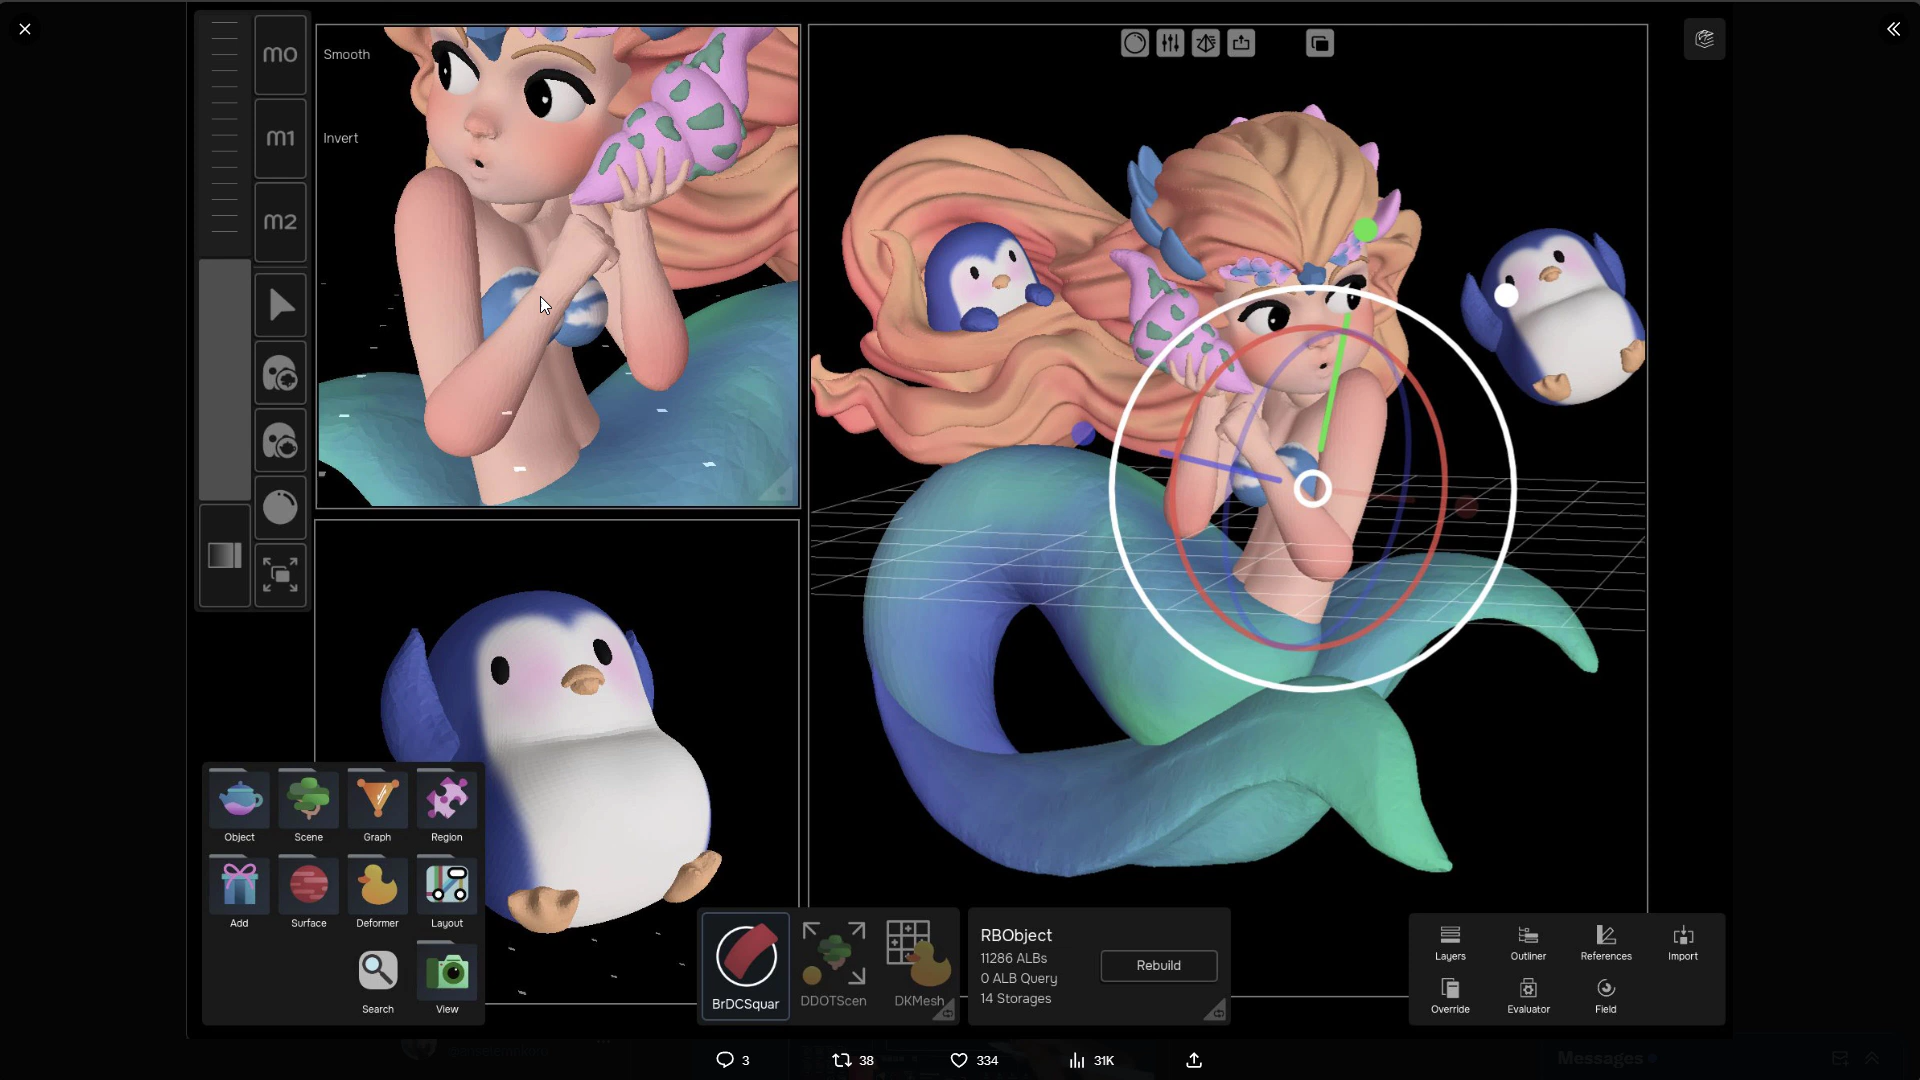 m0
Smooth
m1
Invert
m2
Object
Scene
Graph
Region
Add
Surface
Deformer
Layout
Search
View
BrDCSquar
DDOTScen
DKMesh
RBObject
11286 ALBs
0 ALB Query
14 Storages
Rebuild
Layers
Outliner
References
Import
Override
Evaluator
Field
3
38
334
31K
Messages